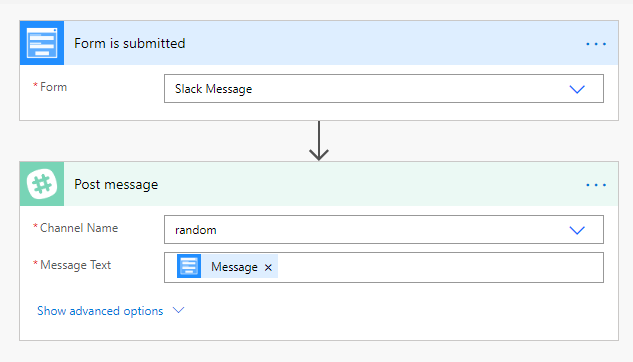 Form is submitted
* Form
Slack Message
Post message
* Channel Name
random
* Message Text
Message ×
Show advanced options